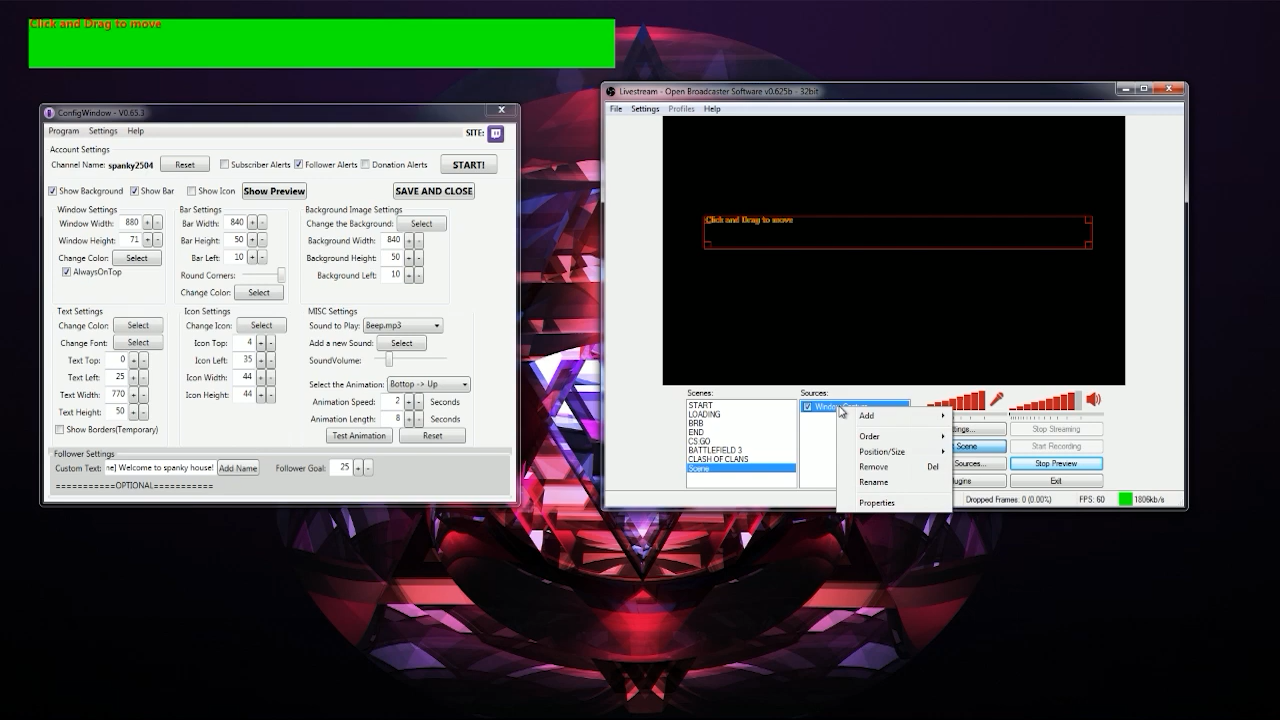 Click and Drag to move
ConfigWindow - V0.65.3
Program Settings Help
SITE:
Account Settings
Channel Name: spanky2504 Reset Subscriber Alerts Follower Alerts Donation Alerts START!
Show Background Show Bar Show Icon Show Preview SAVE AND CLOSE
Window Settings
Window Width: 880 + -
Window Height: 71 + -
Change Color: Select
AlwaysOnTop
Bar Settings
Bar Width: 840 + -
Bar Height: 50 + -
Bar Left: 10 + -
Round Corners:
Change Color: Select
Background Image Settings
Change the Background: Select
Background Width: 840 + -
Background Height: 50 + -
Background Left: 10 + -
Text Settings
Change Color: Select
Change Font: Select
Text Top: 0 + -
Text Left: 25 + -
Text Width: 770 + -
Text Height: 50 + -
Show Borders(Temporary)
Icon Settings
Change Icon: Select
Icon Top: 4 + -
Icon Left: 35 + -
Icon Width: 44 + -
Icon Height: 44 + -
MISC Settings
Sound to Play: Beep.mp3
Add a new Sound: Select
SoundVolume:
Select the Animation: Bottop -> Up
Animation Speed: 2 + - Seconds
Animation Length: 8 + - Seconds
Test Animation Reset
Follower Settings
Custom Text: ne] Welcome to spanky house! Add Name Follower Goal: 25 + -
===========OPTIONAL==========
Livestream - Open Broadcaster Software v0.625b - 32bit
File Settings Profiles Help
Click and Drag to move
Scenes:
START
LOADING
BRB
END
CS GO
BATTLEFIELD 3
CLASH OF CLANS
Scene
Sources:
Window
Add
Order
Position/Size
Remove Del
Rename
Properties
ttings... Stop Streaming
t Scene Start Recording
Sources... Stop Preview
lugins Exit
Dropped Frames: 0 (0.00%) FPS: 60 1806kb/s